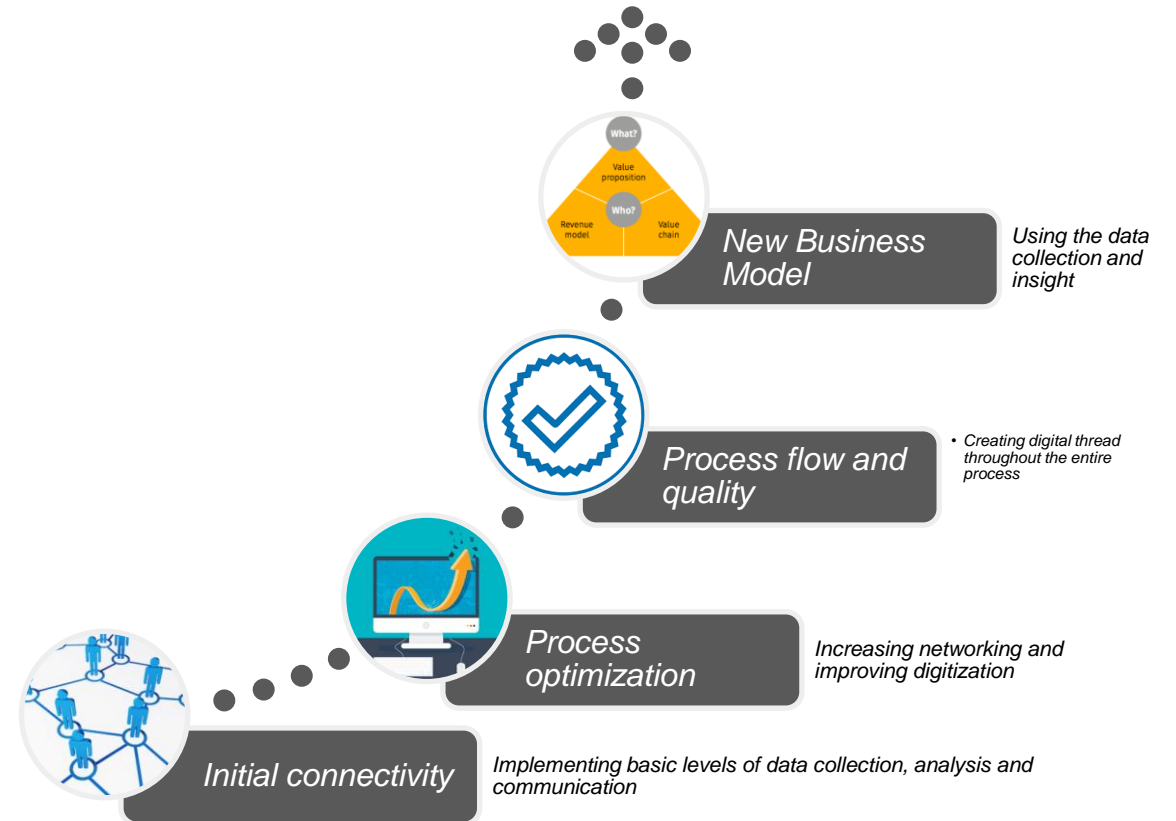 What?
Value
proposition
Who?
Revenue
model
Value
chain
New Business
Model
Using the data
collection and
insight
Process flow and
quality
• Creating digital thread
throughout the entire
process
Process
optimization
Increasing networking and
improving digitization
Initial connectivity
Implementing basic levels of data collection, analysis and
communication